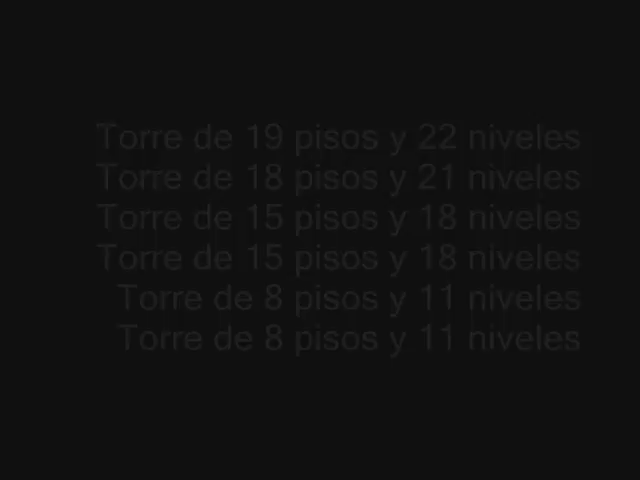 Torre de 19 pisos y 22 niveles
Torre de 18 pisos y 21 niveles
Torre de 15 pisos y 18 niveles
Torre de 15 pisos y 18 niveles
Torre de 8 pisos y 11 niveles
Torre de 8 pisos y 11 niveles